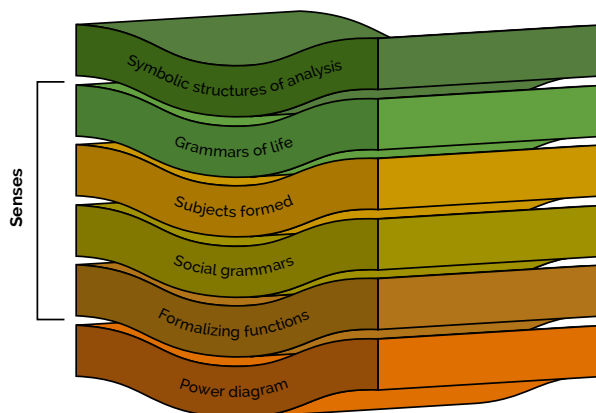 Symbolic structures of analysis
Senses
Grammars of life
Subjects formed
Social grammars
Formalizing functions
Power diagram